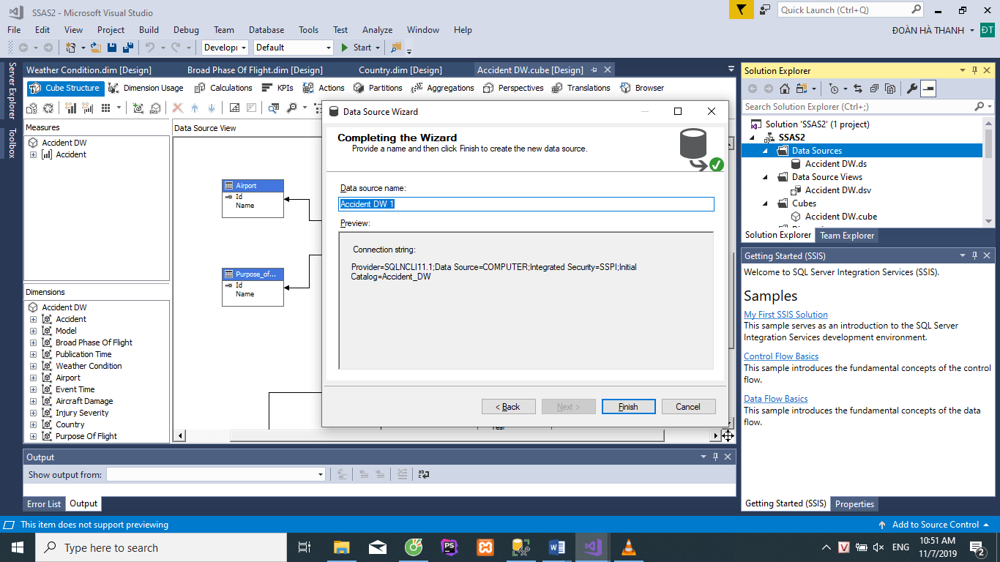 SSAS2 - Microsoft Visual Studio
Quick Launch (Ctrl+Q)
File Edit View Project Build Debug Team Database Tools Test Analyze Window Help
ĐOÀN HÀ THANH ĐT
Developı Default Start
Server Explorer
Toolbox
Weather Condition.dim [Design] Broad Phase Of Flight.dim [Design] Country.dim [Design] Accident DW.cube [Design]
Cube Structure Dimension Usage Calculations KPIs Actions Partitions Aggregations Perspectives Translations Browser
Measures
Accident DW
Accident
Dimensions
Accident DW
Accident
Model
Broad Phase Of Flight
Publication Time
Weather Condition
Airport
Event Time
Aircraft Damage
Injury Severity
Country
Purpose Of Flight
Data Source View
Airport
Id
Name
Purpose_of...
Id
Name
Year
Data Source Wizard
Completing the Wizard
Provide a name and then click Finish to create the new data source.
Data source name:
Accident DW 1
Preview:
Connection string:
Provider=SQLNCLI11.1;Data Source=COMPUTER;Integrated Security=SSPI;Initial
Catalog=Accident_DW
< Back Next > Finish Cancel
Solution Explorer
Search Solution Explorer (Ctrl+;)
Solution 'SSAS2' (1 project)
SSAS2
Data Sources
Accident DW.ds
Data Source Views
Accident DW.dsv
Cubes
Accident DW.cube
Solution Explorer Team Explorer
Getting Started (SSIS)
Welcome to SQL Server Integration Services (SSIS).
Samples
My First SSIS Solution
This sample serves as an introduction to the SQL Server
Integration Services development environment.
Control Flow Basics
This sample introduces the fundamental concepts of the control
flow.
Data Flow Basics
This sample introduces the fundamental concepts of the data
flow.
Getting Started (SSIS) Properties
Output
Show output from:
Error List Output
This item does not support previewing
Add to Source Control
Type here to search
ENG
10:51 AM
11/7/2019
2